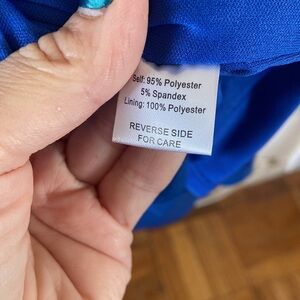 Self: 95% Polyester
5% Spandex
Lining: 100% Polyester
REVERSE SIDE
FOR CARE